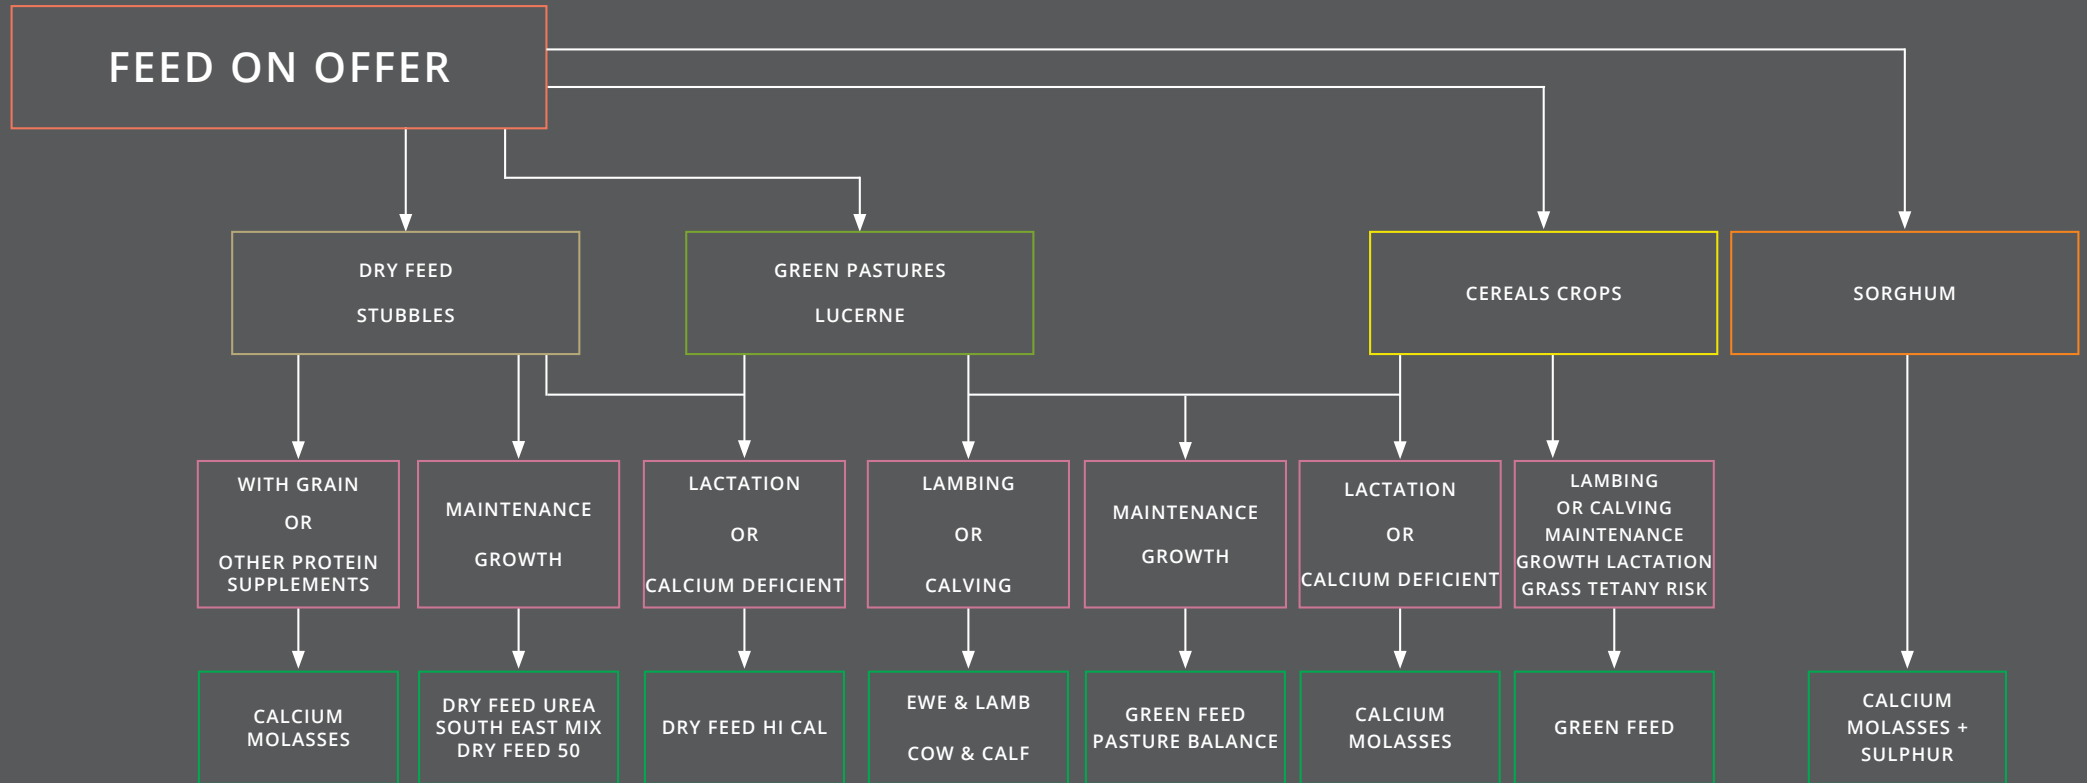 FEED ON OFFER
DRY FEED
STUBBLES
GREEN PASTURES
LUCERNE
CEREALS CROPS
SORGHUM
WITH GRAIN
OR
OTHER PROTEIN
SUPPLEMENTS
MAINTENANCE
GROWTH
LACTATION
OR
CALCIUM DEFICIENT
LAMBING
OR
CALVING
MAINTENANCE
GROWTH
LACTATION
OR
CALCIUM DEFICIENT
LAMBING
OR CALVING
MAINTENANCE
GROWTH LACTATION
GRASS TETANY RISK
CALCIUM
MOLASSES
DRY FEED UREA
SOUTH EAST MIX
DRY FEED 50
DRY FEED HI CAL
EWE & LAMB
COW & CALF
GREEN FEED
PASTURE BALANCE
CALCIUM
MOLASSES
GREEN FEED
CALCIUM
MOLASSES +
SULPHUR